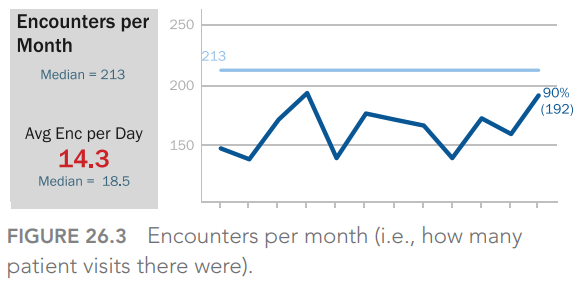 Encounters per
Month
Median = 213
Avg Enc per Day
14.3
Median = 18.5
250
213
200
90%
(192)
150
FIGURE 26.3 Encounters per month (i.e., how many
patient visits there were).